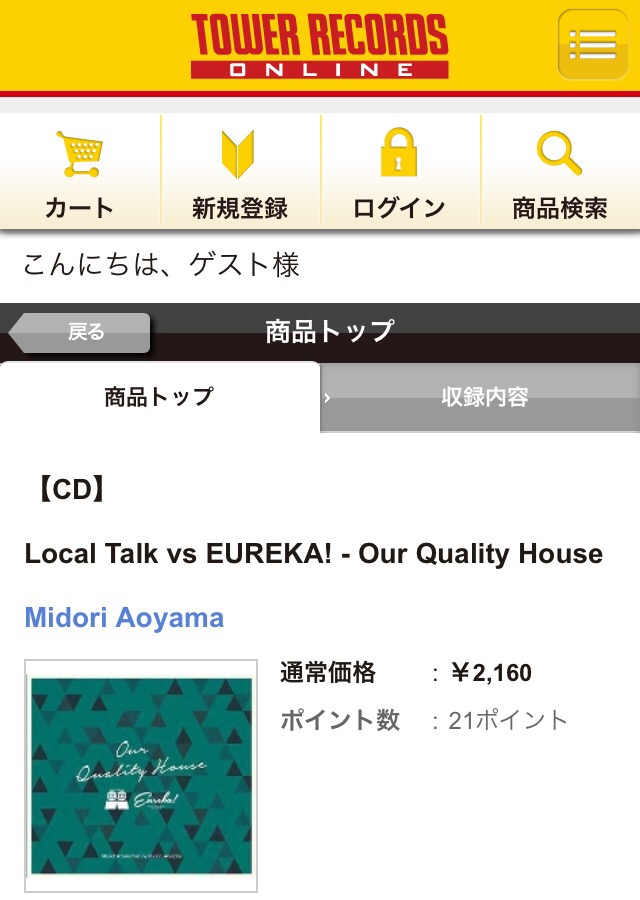 TOWER RECORDS
ONLINE
カート
新規登録
ログイン
商品検索
こんにちは、ゲスト様
戻る
商品トップ
商品トップ
収録内容
【CD】
Local Talk vs EUREKA! - Our Quality House
Midori Aoyama
通常価格 : ￥2,160
ポイント数 : 21ポイント
Our
Quality House
Eureka!